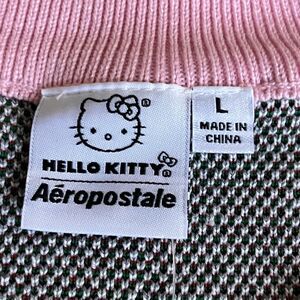 HELLO KITTY®
Aéropostale
L
MADE IN
CHINA